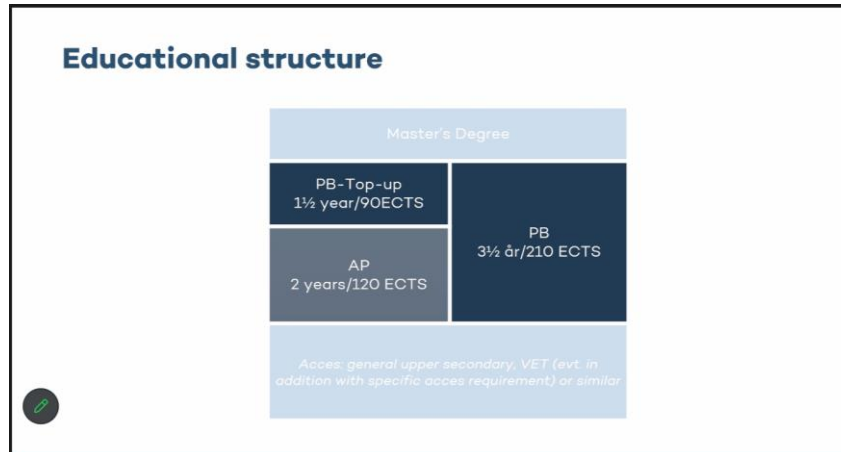 Educational structure
Master's Degree
PB-Top-up
1½ year/90ECTS
AP
2 years/120 ECTS
PB
3½ år/210 ECTS
Acces: general upper secondary, VET (evt. in
addition with specific acces requirement) or similar